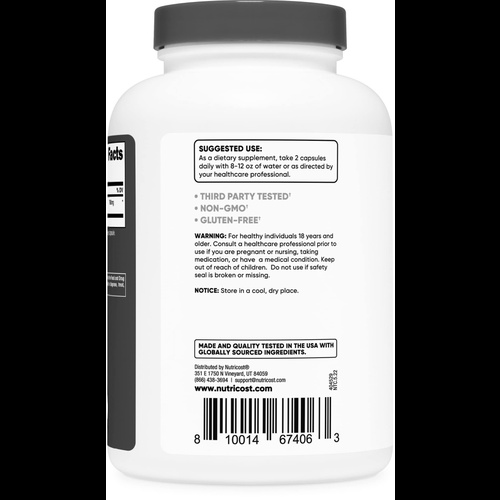 Facts
% DV
SUGGESTED USE:
As a dietary supplement, take 2 capsules
daily with 8-12 oz of water or as directed by
your healthcare professional.
• THIRD PARTY TESTED†
• NON-GMO†
• GLUTEN-FREE†
WARNING: For healthy individuals 18 years and
older. Consult a healthcare professional prior to
use if you are pregnant or nursing, taking
medication, or have a medical condition. Keep
out of reach of children. Do not use if safety
seal is broken or missing.
NOTICE: Store in a cool, dry place.
MADE AND QUALITY TESTED IN THE USA WITH
GLOBALLY SOURCED INGREDIENTS.
Distributed by Nutricost®
351 E 1750 N Vineyard, UT 84059
(866) 438-3694 | support@nutricost.com
www.nutricost.com
8 10014 67406 3